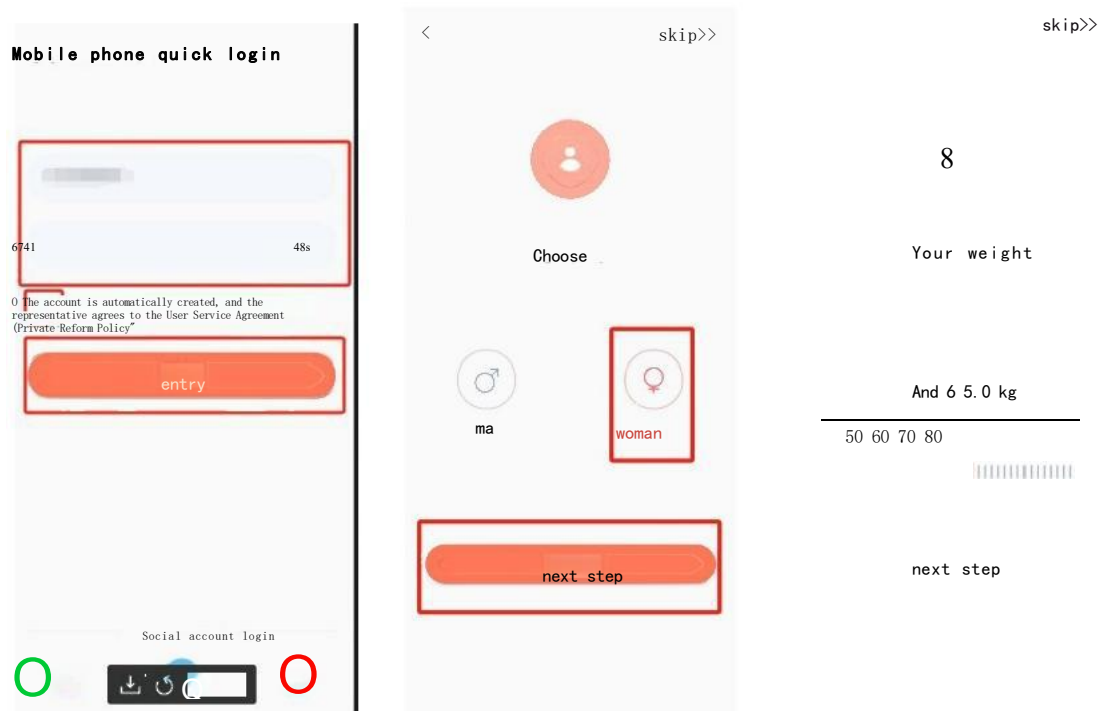 Mobile phone quick login
6741
48s
O The account is automatically created, and the
representative agrees to the User Service Agreement
(Private Reform Policy"
entry
Social account login
<
skip>>
Choose
ma
woman
next step
skip>>
8
Your weight
And 6 5.0 kg
50 60 70 80
next step